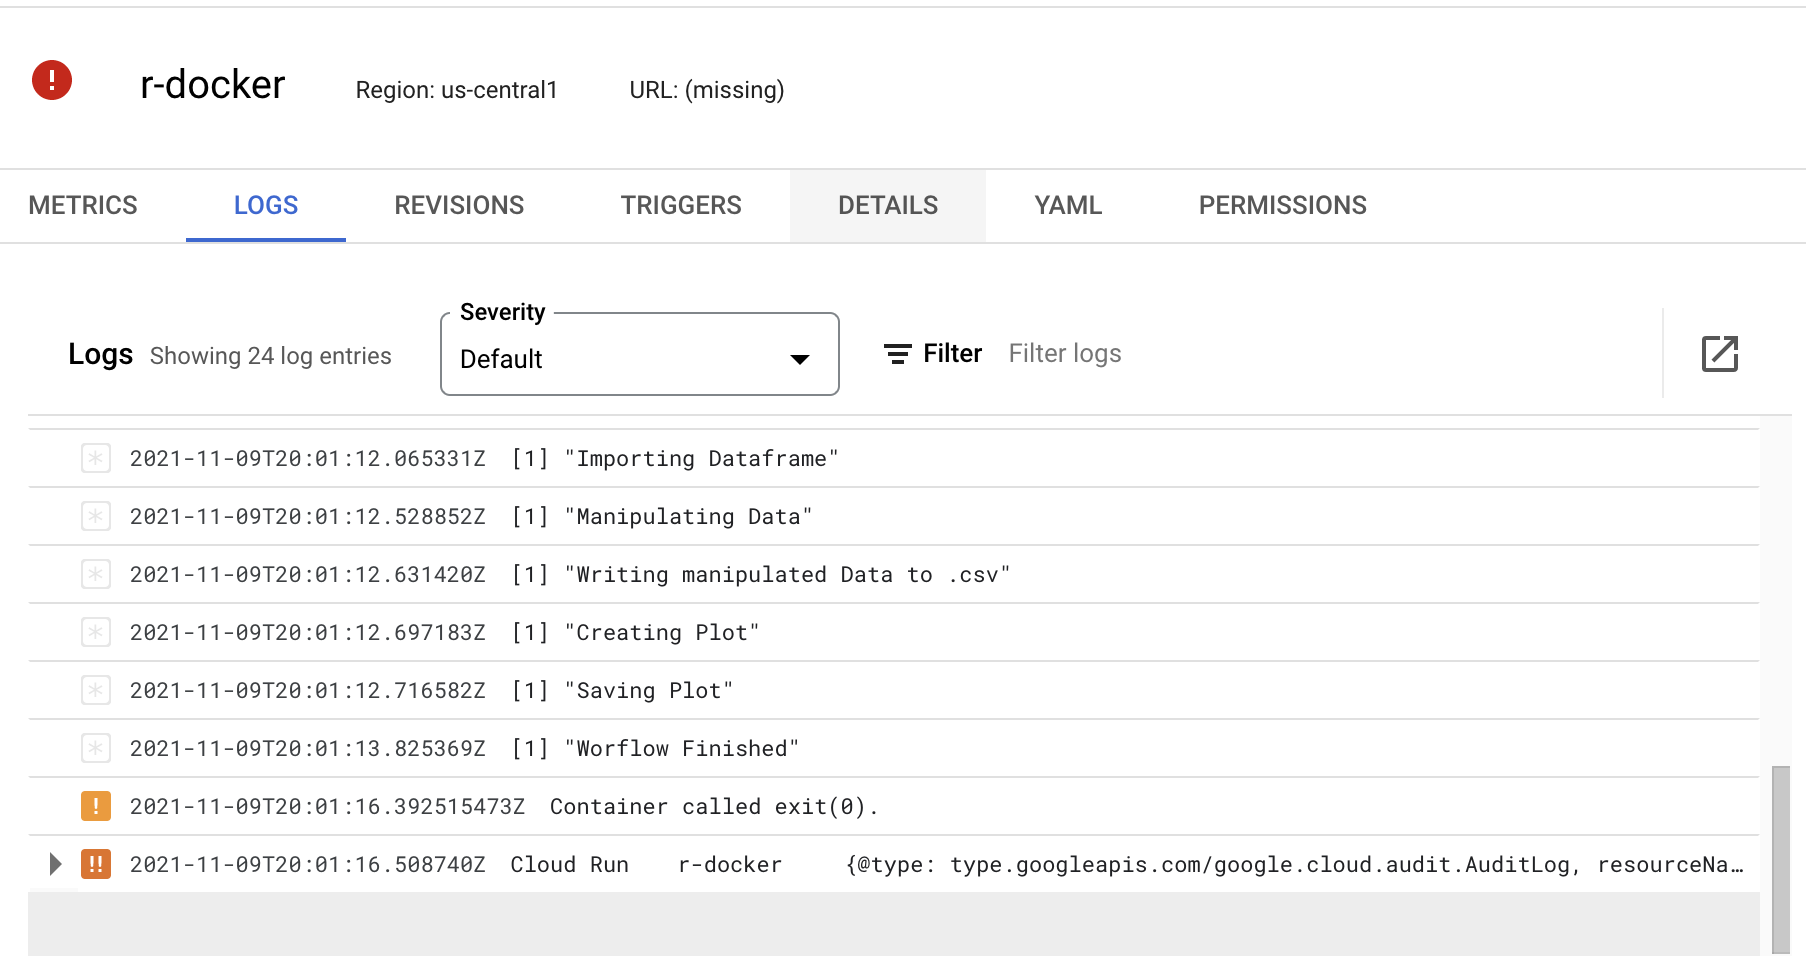 r-docker Region: us-central1 URL: (missing)
METRICS LOGS REVISIONS TRIGGERS DETAILS YAML PERMISSIONS
Severity
Logs Showing 24 log entries Default Filter Filter logs
2021-11-09T20:01:12.065331Z [1] "Importing Dataframe"
2021-11-09T20:01:12.528852Z [1] "Manipulating Data"
2021-11-09T20:01:12.631420Z [1] "Writing manipulated Data to .csv"
2021-11-09T20:01:12.697183Z [1] "Creating Plot"
2021-11-09T20:01:12.716582Z [1] "Saving Plot"
2021-11-09T20:01:13.825369Z [1] "Worflow Finished"
2021-11-09T20:01:16.392515473Z Container called exit(0).
2021-11-09T20:01:16.508740Z Cloud Run r-docker {@type: type.googleapis.com/google.cloud.audit.AuditLog, resourceNa…